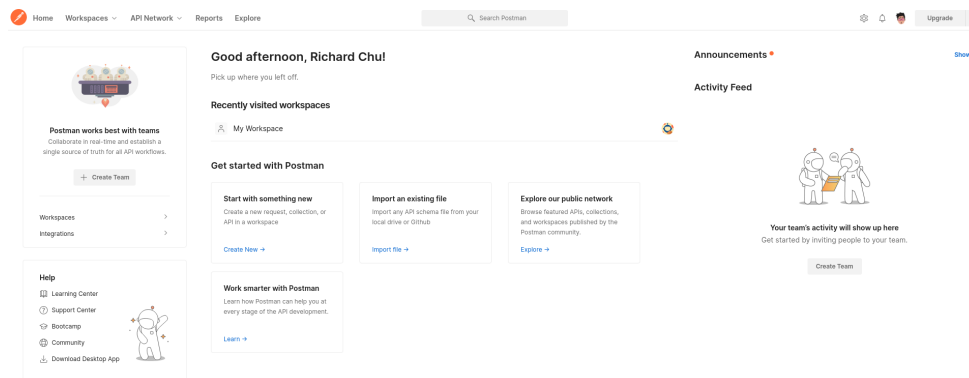 Home Workspaces API Network Reports Explore
Search Postman
Upgrade
Postman works best with teams
Collaborate in real-time and establish a
single source of truth for all API workflows.
+ Create Team
Workspaces
Integrations
Help
Learning Center
Support Center
Bootcamp
Community
Download Desktop App
Good afternoon, Richard Chu!
Pick up where you left off.
Recently visited workspaces
My Workspace
Get started with Postman
Start with something new
Create a new request, collection, or
API in a workspace
Create New →
Import an existing file
Import any API schema file from your
local drive or Github
Import file →
Explore our public network
Browse featured APIs, collections,
and workspaces published by the
Postman community.
Explore →
Work smarter with Postman
Learn how Postman can help you at
every stage of the API development.
Learn →
Announcements
Show
Activity Feed
Your team's activity will show up here
Get started by inviting people to your team.
Create Team